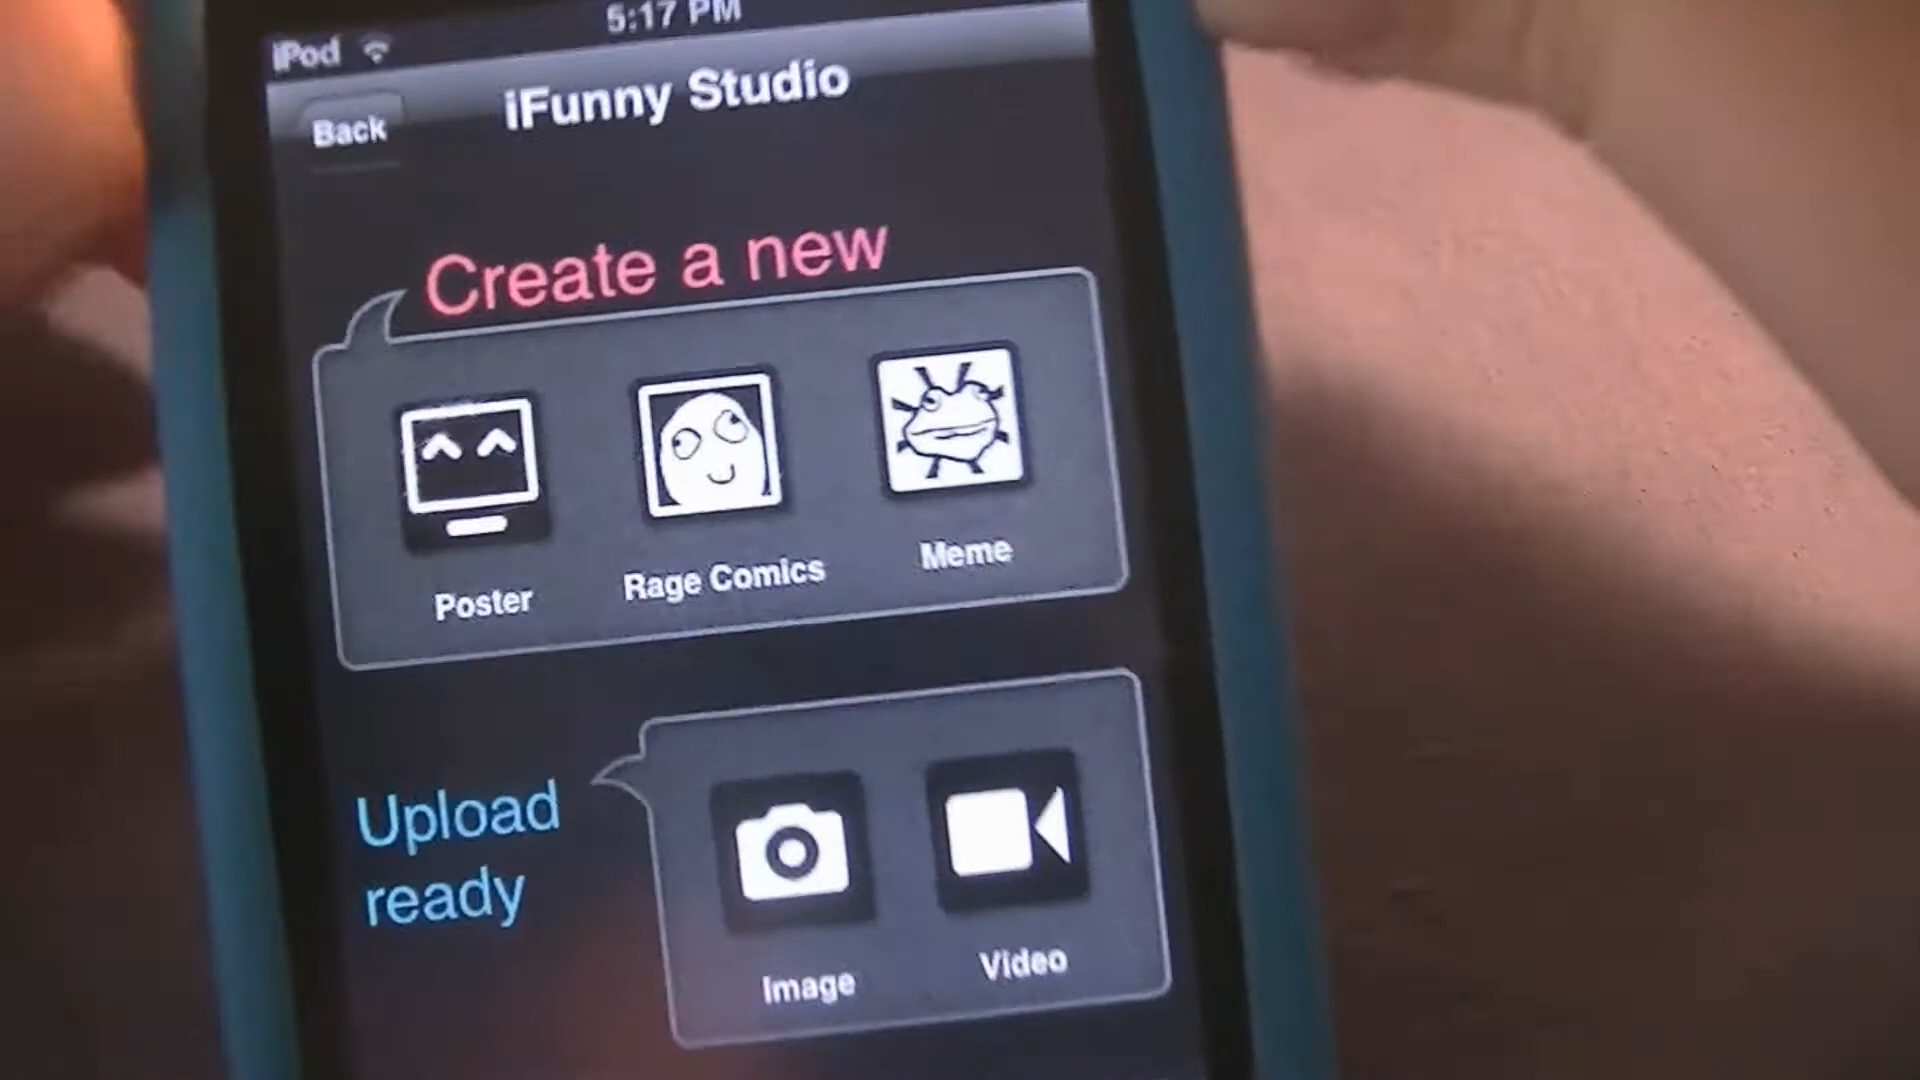 5:17 PM
iPod
iFunny Studio
Back
Create a new
Poster
Rage Comics
Meme
Upload
ready
Image
Video